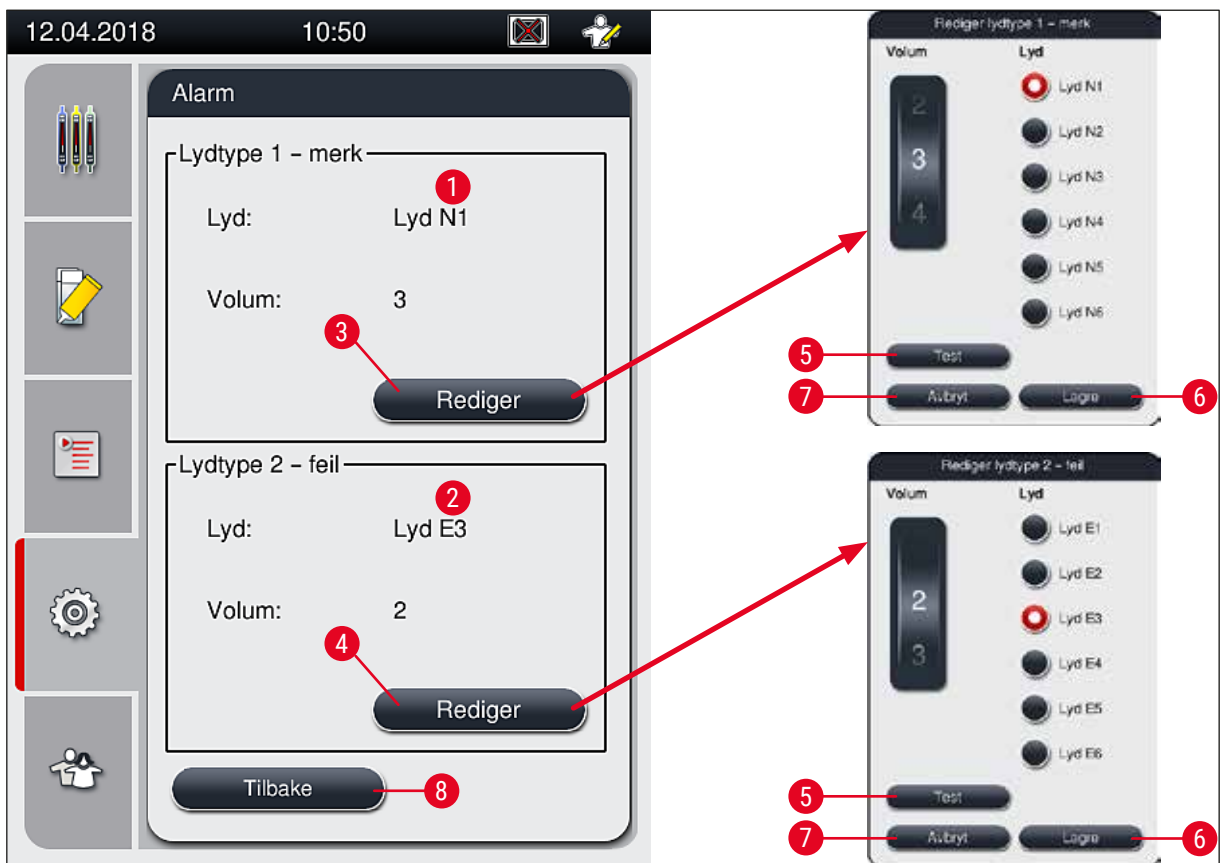 12.04.2018 10:50
Alarm
Lydtype 1 – merk
1
Lyd: Lyd N1
Volum: 3
3
Rediger
Lydtype 2 – feil
2
Lyd: Lyd E3
Volum: 2
4
Rediger
Tilbake
8
Rediger lydtype 1 – merk
Volum Lyd
2
3
4
Lyd N1
Lyd N2
Lyd N3
Lyd N4
Lyd N5
Lyd N6
5 Test
7 Avbryt Lagre 6
Rediger lydtype 2 – feil
Volum Lyd
2
3
Lyd E1
Lyd E2
Lyd E3
Lyd E4
Lyd E5
Lyd E6
5 Test
7 Avbryt Lagre 6